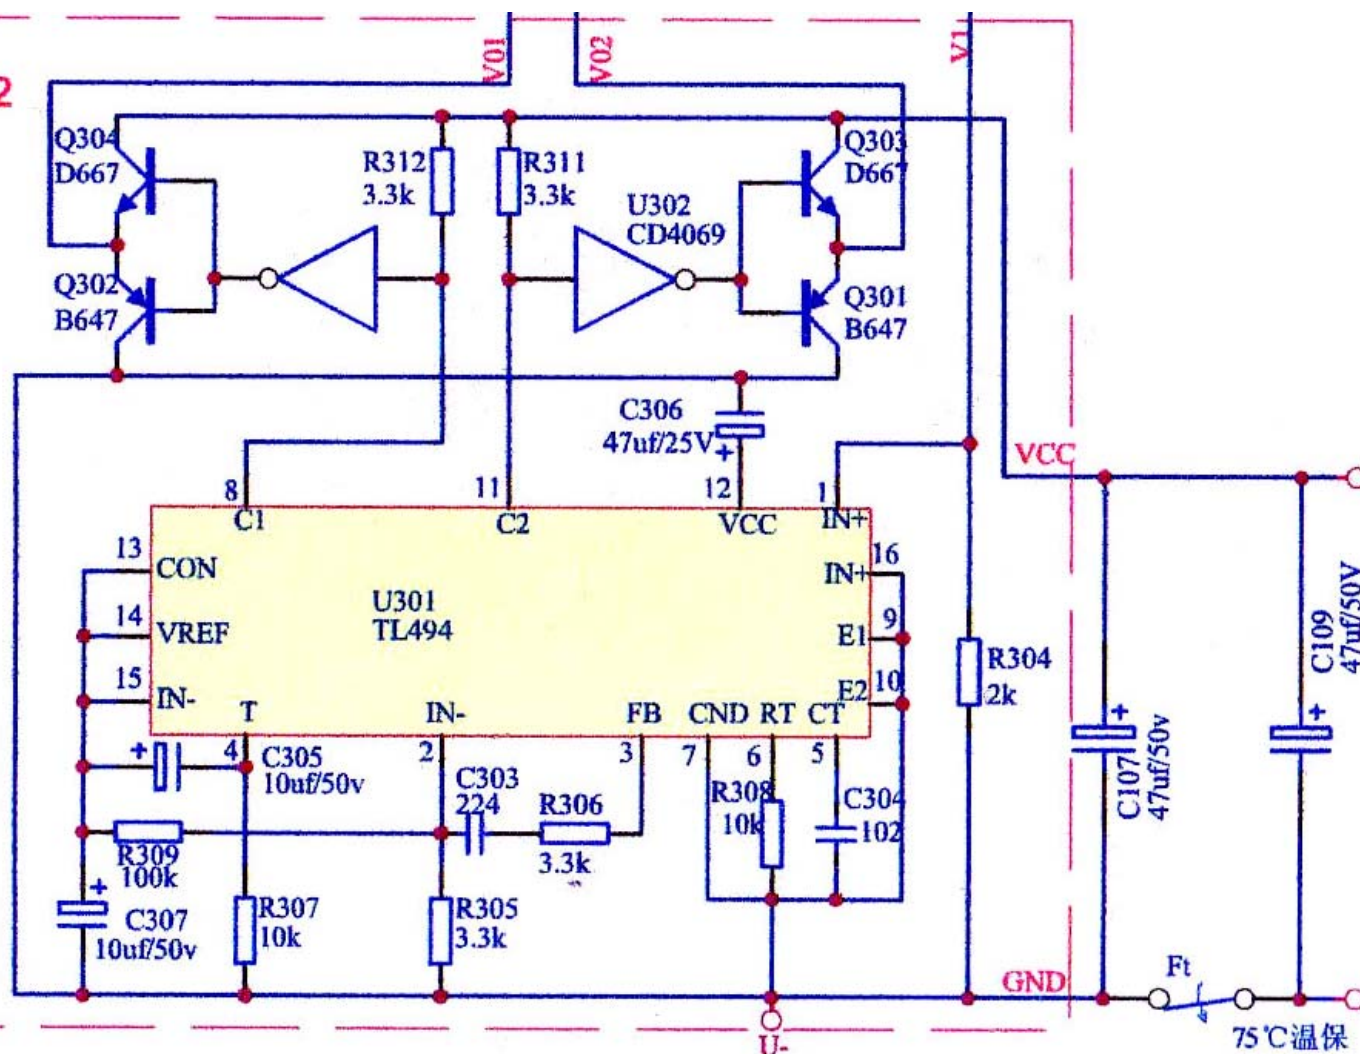 2
V01
V02
V1
Q304
D667
R312
3.3k
R311
3.3k
U302
CD4069
Q303
D667
Q302
B647
Q301
B647
C306
47uf/25V
+
VCC
8
11
12
1
C1
C2
VCC
IN+
13
CON
16
IN+
14
VREF
U301
TL494
9
E1
15
IN-
10
E2
T
IN-
FB
CND
RT
CT
4
2
3
7
6
5
R304
2k
+
C305
10uf/50v
C303
224
R306
3.3k
R308
10k
C304
102
R309
100k
+
C307
10uf/50v
R307
10k
R305
3.3k
+
C107
47uf/50v
+
C109
47uf/50V
GND
Ft
U-
75℃温保